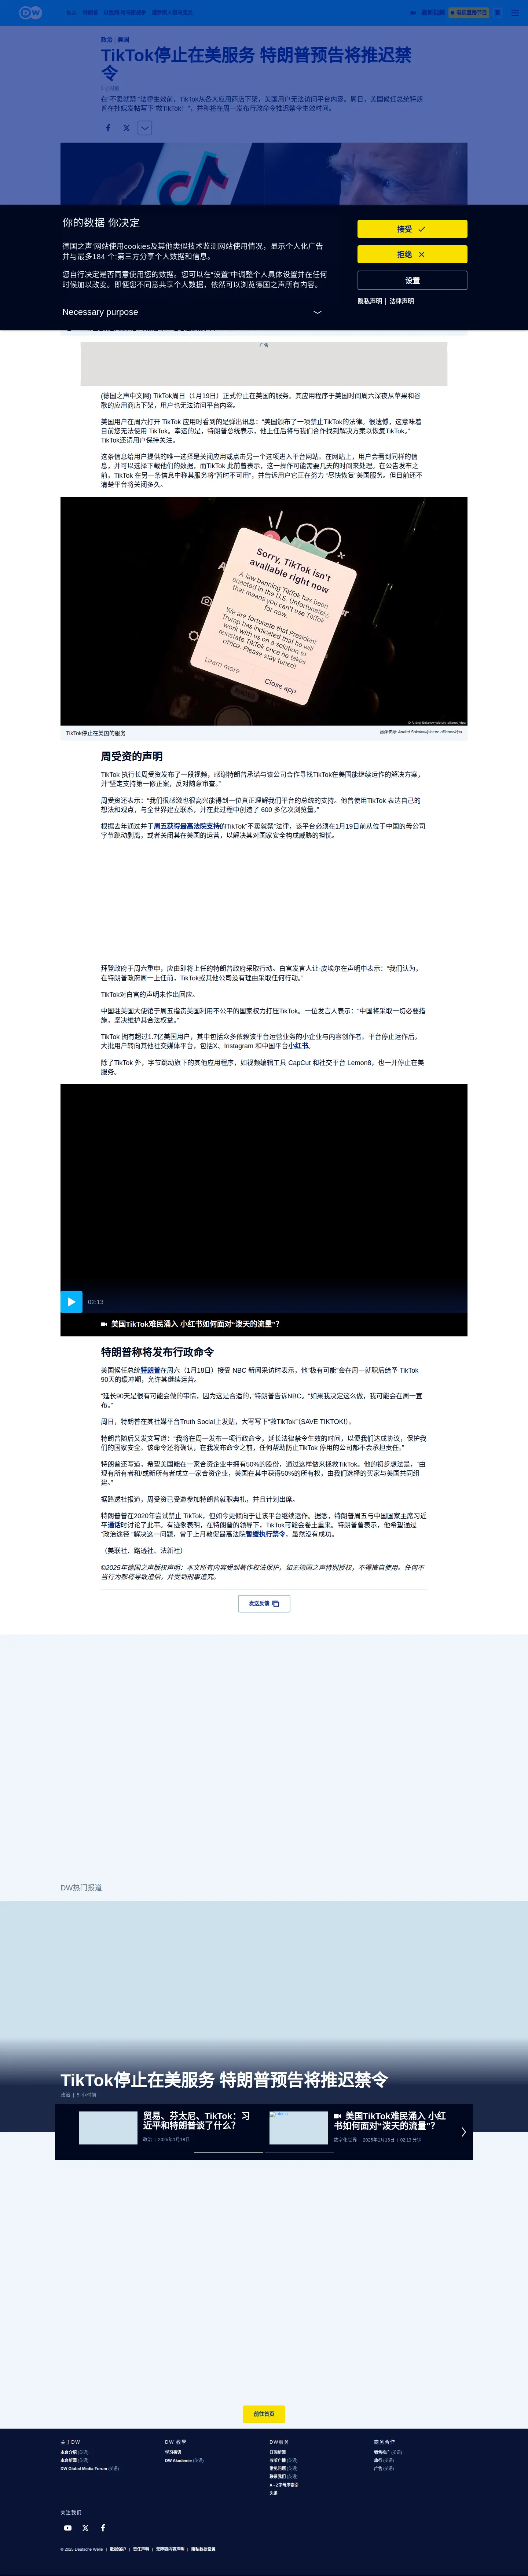 DW
最新视频
电视直播节目
政治 | 美国
TikTok停止在美服务 特朗普预告将推迟禁
令
5 小时前
在“不卖就禁 ”法律生效前，TikTok从各大应用商店下架，美国用户无法访问平台内容。周日，美国候任总统特朗
普在社媒发帖写下“救TikTok！”，并称将在周一发布行政命令推迟禁令生效时间。
你的数据 你决定
德国之声'网站使用cookies及其他类似技术监测网站使用情况，显示个人化广告
并与最多184 个;第三方分享个人数据和信息。
您自行决定是否同意使用您的数据。您可以在“设置”中调整个人具体设置并在任何
时候加以改变。即便您不同意共享个人数据，依然可以浏览德国之声所有内容。
Necessary purpose
接受
拒绝
设置
隐私声明 | 法律声明
广告
(德国之声中文网) TikTok周日（1月19日）正式停止在美国的服务。其应用程序于美国时间周六深夜从苹果和谷
歌的应用商店下架，用户也无法访问平台内容。
美国用户在周六打开 TikTok 应用时看到的是弹出讯息：“美国颁布了一项禁止TikTok的法律。很遗憾，这意味着
目前您无法使用 TikTok。幸运的是，特朗普总统表示，他上任后将与我们合作找到解决方案以恢复TikTok。”
TikTok还请用户保持关注。
这条信息给用户提供的唯一选择是关闭应用或点击另一个选项进入平台网站。在网站上，用户会看到同样的信
息，并可以选择下载他们的数据，而TikTok 此前曾表示，这一操作可能需要几天的时间来处理。在公告发布之
前，TikTok 在另一条信息中称其服务将“暂时不可用”，并告诉用户它正在努力 “尽快恢复”美国服务。但目前还不
清楚平台将关闭多久。
Sorry, TikTok isn't
available right now
A law banning TikTok has been
enacted in the U.S. Unfortunately,
that means you can't use TikTok
for now.
We are fortunate that President
Trump has indicated that he will
work with us on a solution to
reinstate TikTok once he takes
office. Please stay tuned!
Learn more
Close app
© Andrej Sokolow/picture alliance/dpa
TikTok停止在美国的服务
图像来源: Andrej Sokolow/picture alliance/dpa
周受资的声明
TikTok 执行长周受资发布了一段视频，感谢特朗普承诺与该公司合作寻找TikTok在美国能继续运作的解决方案，
并“坚定支持第一修正案，反对随意审查。”
周受资还表示：“我们很感激也很高兴能得到一位真正理解我们平台的总统的支持。他曾使用TikTok 表达自己的
想法和观点，与全世界建立联系，并在此过程中创造了 600 多亿次浏览量。”
根据去年通过并于周五获得最高法院支持的TikTok“不卖就禁”法律，该平台必须在1月19日前从位于中国的母公司
字节跳动剥离，或者关闭其在美国的运营，以解决其对国家安全构成威胁的担忧。
拜登政府于周六重申，应由即将上任的特朗普政府采取行动。白宫发言人让-皮埃尔在声明中表示：“我们认为，
在特朗普政府周一上任前，TikTok或其他公司没有理由采取任何行动。”
TikTok对白宫的声明未作出回应。
中国驻美国大使馆于周五指责美国利用不公平的国家权力打压TikTok。一位发言人表示：“中国将采取一切必要措
施，坚决维护其合法权益。”
TikTok 拥有超过1.7亿美国用户，其中包括众多依赖该平台运营业务的小企业与内容创作者。平台停止运作后，
大批用户转向其他社交媒体平台，包括X、Instagram 和中国平台小红书。
除了TikTok 外，字节跳动旗下的其他应用程序，如视频编辑工具 CapCut 和社交平台 Lemon8，也一并停止在美
服务。
02:13
美国TikTok难民涌入 小红书如何面对“泼天的流量”？
特朗普称将发布行政命令
美国候任总统特朗普在周六（1月18日）接受 NBC 新闻采访时表示，他“极有可能”会在周一就职后给予 TikTok
90天的缓冲期，允许其继续运营。
“延长90天是很有可能会做的事情，因为这是合适的，”特朗普告诉NBC。“如果我决定这么做，我可能会在周一宣
布。”
周日，特朗普在其社媒平台Truth Social上发贴，大写写下“救TikTok”（SAVE TIKTOK!）。
特朗普随后又发文写道：“我将在周一发布一项行政命令，延长法律禁令生效的时间，以便我们达成协议，保护我
们的国家安全。该命令还将确认，在我发布命令之前，任何帮助防止TikTok 停用的公司都不会承担责任。”
特朗普还写道，希望美国能在一家合资企业中拥有50%的股份，通过这样做来拯救TikTok。他的初步想法是，“由
现有所有者和/或新所有者成立一家合资企业，美国在其中获得50%的所有权，由我们选择的买家与美国共同组
建。”
据路透社报道，周受资已受邀参加特朗普就职典礼，并且计划出席。
特朗普曾在2020年尝试禁止 TikTok，但如今更倾向于让该平台继续运作。据悉，特朗普周五与中国国家主席习近
平通话时讨论了此事。有迹象表明，在特朗普的领导下，TikTok可能会卷土重来。特朗普曾表示，他希望通过
“政治途径 ”解决这一问题，曾于上月敦促最高法院暂缓执行禁令，虽然没有成功。
（美联社、路透社、法新社）
©2025年德国之声版权声明：本文所有内容受到著作权法保护，如无德国之声特别授权，不得擅自使用。任何不
当行为都将导致追偿，并受到刑事追究。
发送反馈
DW热门报道
TikTok停止在美服务 特朗普预告将推迟禁令
政治 | 5 小时前
贸易、芬太尼、TikTok：习
近平和特朗普谈了什么？
政治 | 2025年1月18日
美国TikTok难民涌入 小红
书如何面对“泼天的流量”？
数字化世界 | 2025年1月16日 | 02:13 分钟
前往首页
关于DW
本台介绍 (英语)
本台新闻 (英语)
DW Global Media Forum (英语)
DW 教學
学习德语
DW Akademie (英语)
DW服务
订阅新闻
收听广播 (英语)
常见问题 (英语)
联系我们 (英语)
A - Z字母序索引
头条
商务合作
销售推广 (英语)
旅行 (英语)
广告 (英语)
关注我们
© 2025 Deutsche Welle | 数据保护 | 责任声明 | 无障碍内容声明 | 隐私数据设置